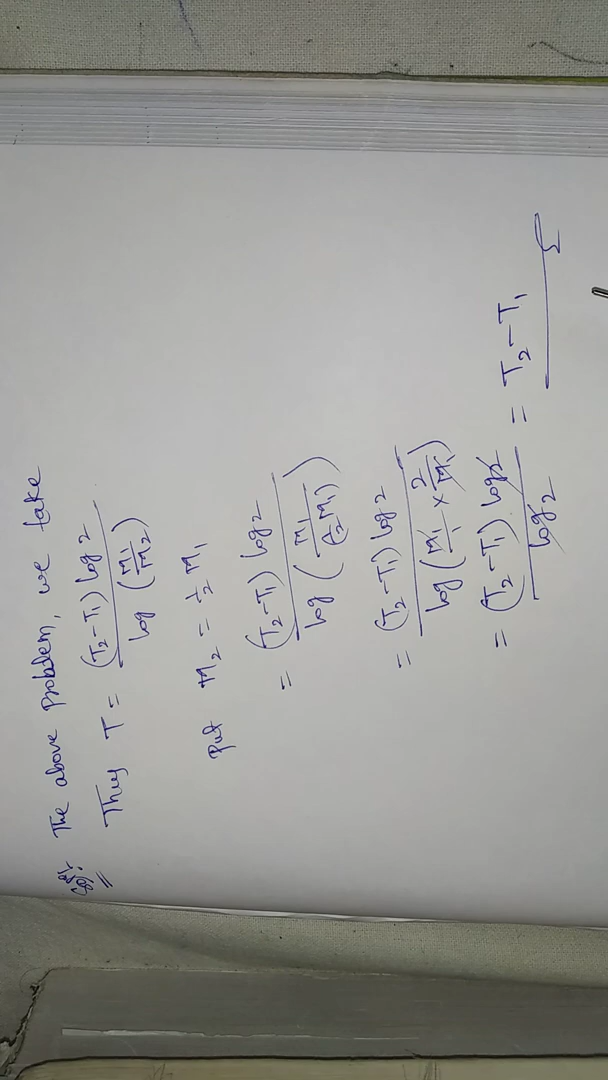 Sol: The above problem, we take
Thus T = (T₂-T₁) log 2 / log (M₁/M₂)
put M₂ = ½ M₁
= (T₂-T₁) log 2 / log (M₁/(½M₁))
= (T₂-T₁) log 2 / log (M₁/1 × 2/M₁)
= (T₂-T₁) log 2 / log 2 = T₂-T₁